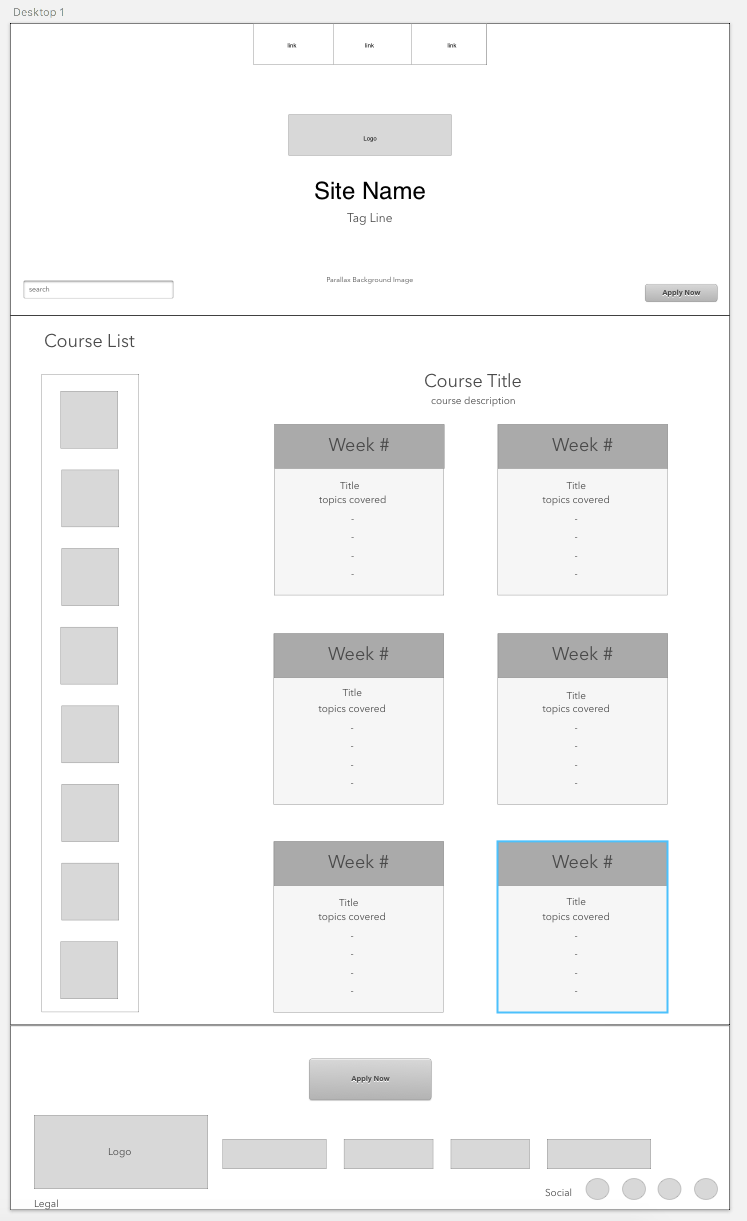 Desktop 1
link link link
Logo
Site Name
Tag Line
Parallax Background Image
search
Apply Now
Course List
Course Title
course description
Week #
Title
topics covered
-
-
-
-
Week #
Title
topics covered
-
-
-
-
Week #
Title
topics covered
-
-
-
-
Week #
Title
topics covered
-
-
-
-
Week #
Title
topics covered
-
-
-
-
Week #
Title
topics covered
-
-
-
-
Apply Now
Logo
Social
Legal